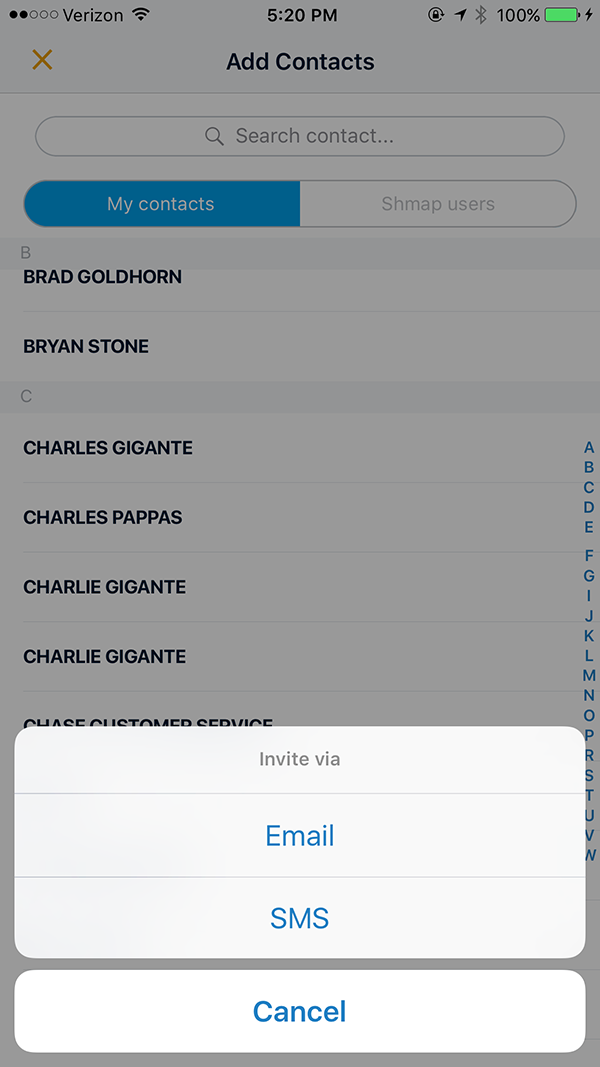 Verizon 5:20 PM 100%
Add Contacts
Search contact...
My contacts Shmap users
B
BRAD GOLDHORN
BRYAN STONE
C
CHARLES GIGANTE
CHARLES PAPPAS
CHARLIE GIGANTE
CHARLIE GIGANTE
CHASE CUSTOMER SERVICE
A
B
C
D
E
F
G
I
J
K
L
M
N
O
P
R
S
T
U
V
W
Invite via
Email
SMS
Cancel